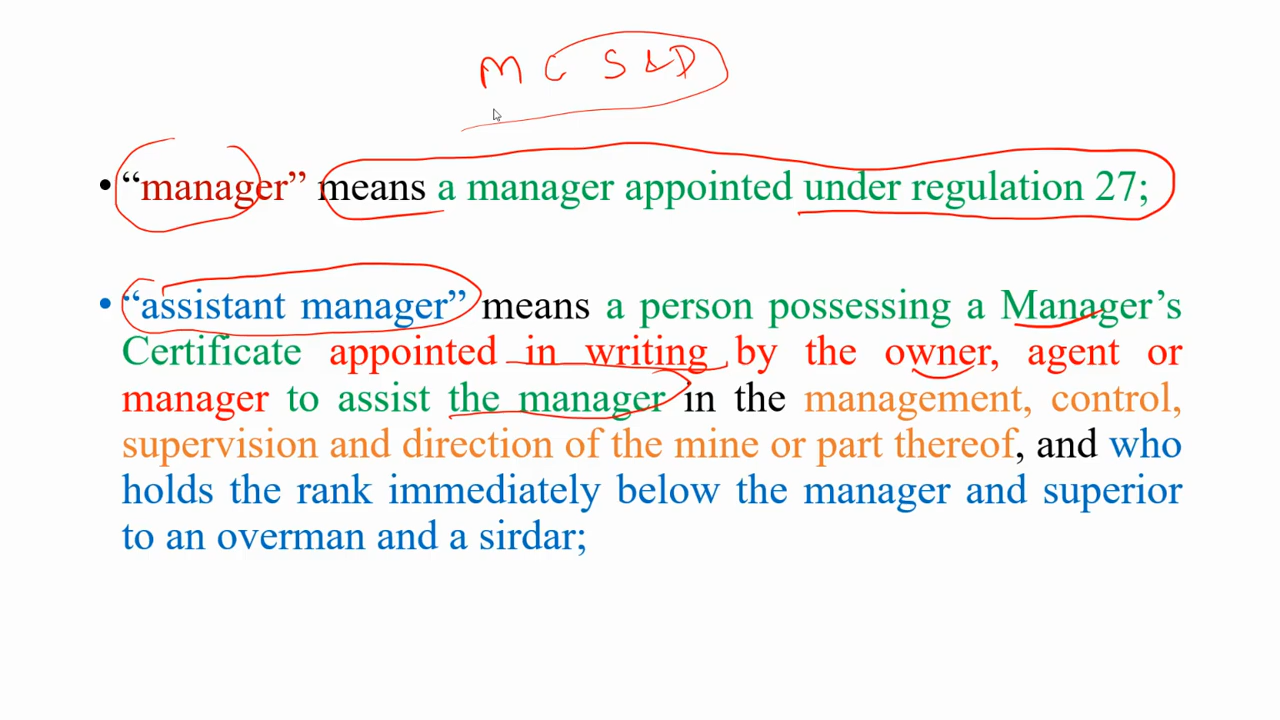 M C S & D
• “manager” means a manager appointed under regulation 27;
• “assistant manager” means a person possessing a Manager’s
Certificate appointed in writing by the owner, agent or
manager to assist the manager in the management, control,
supervision and direction of the mine or part thereof, and who
holds the rank immediately below the manager and superior
to an overman and a sirdar;